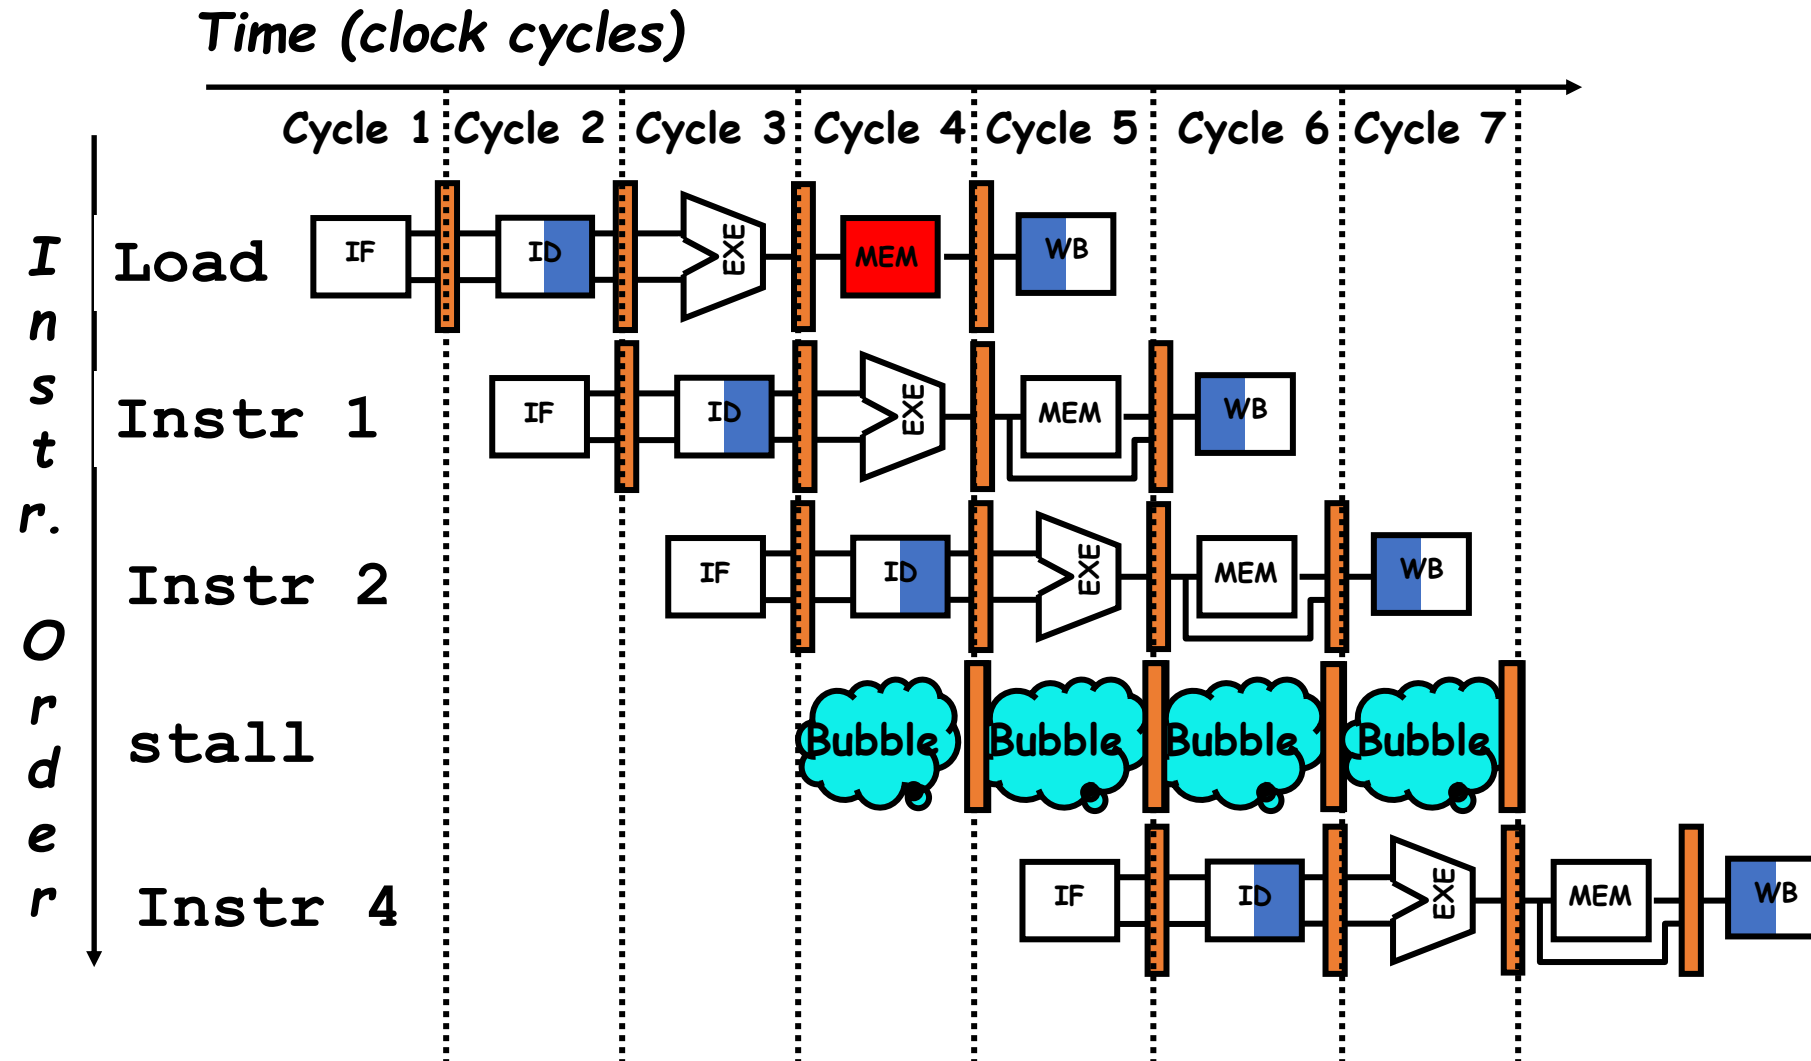 Time (clock cycles)
Cycle 1 Cycle 2 Cycle 3 Cycle 4 Cycle 5 Cycle 6 Cycle 7
Instr. Order
Load IF ID EXE MEM WB
Instr 1 IF ID EXE MEM WB
Instr 2 IF ID EXE MEM WB
stall Bubble Bubble Bubble Bubble
Instr 4 IF ID EXE MEM WB